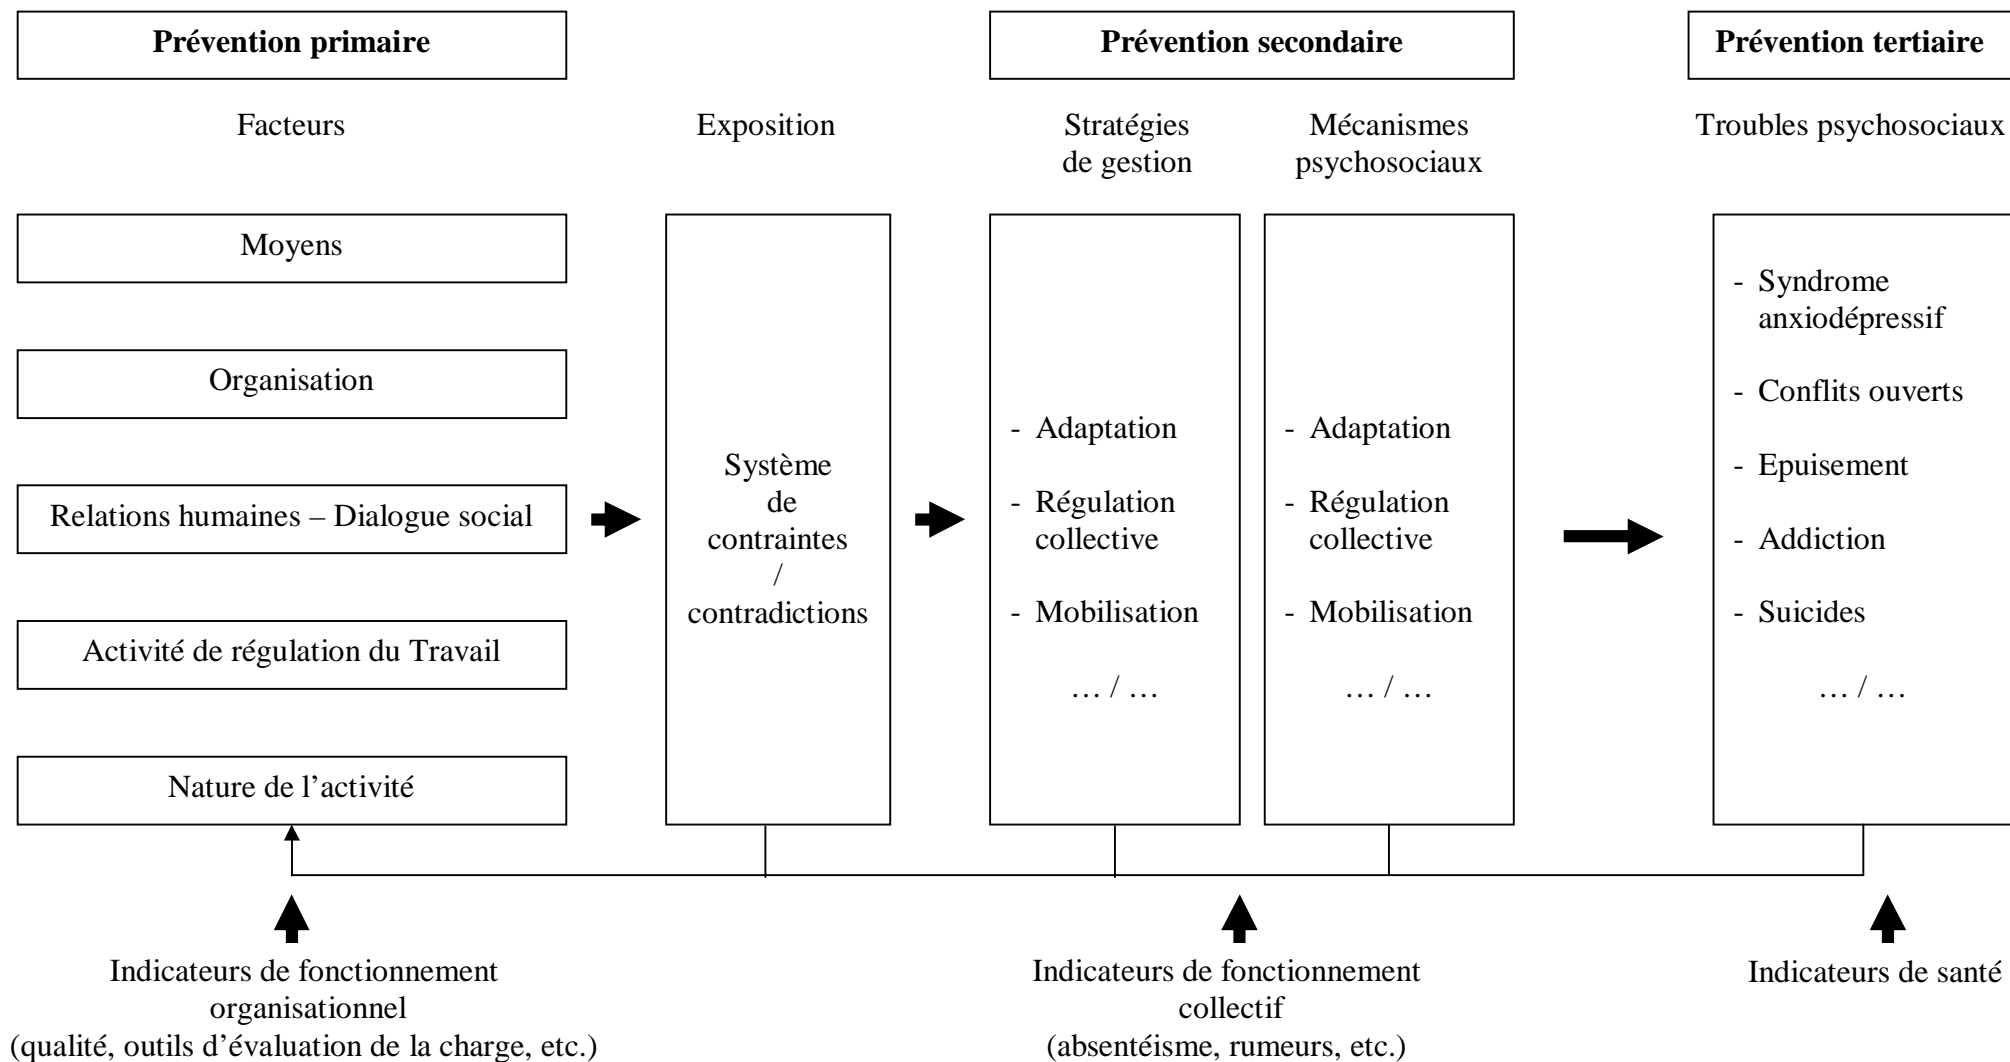 Prévention primaire
Prévention secondaire
Prévention tertiaire
Facteurs
Exposition
Stratégies
de gestion
Mécanismes
psychosociaux
Troubles psychosociaux
Moyens
Organisation
Relations humaines – Dialogue social
Activité de régulation du Travail
Nature de l’activité
Système
de
contraintes
/
contradictions
- Adaptation
- Régulation
collective
- Mobilisation
… / …
- Adaptation
- Régulation
collective
- Mobilisation
… / …
- Syndrome
anxiodépressif
- Conflits ouverts
- Epuisement
- Addiction
- Suicides
… / …
Indicateurs de fonctionnement
organisationnel
(qualité, outils d’évaluation de la charge, etc.)
Indicateurs de fonctionnement
collectif
(absentéisme, rumeurs, etc.)
Indicateurs de santé